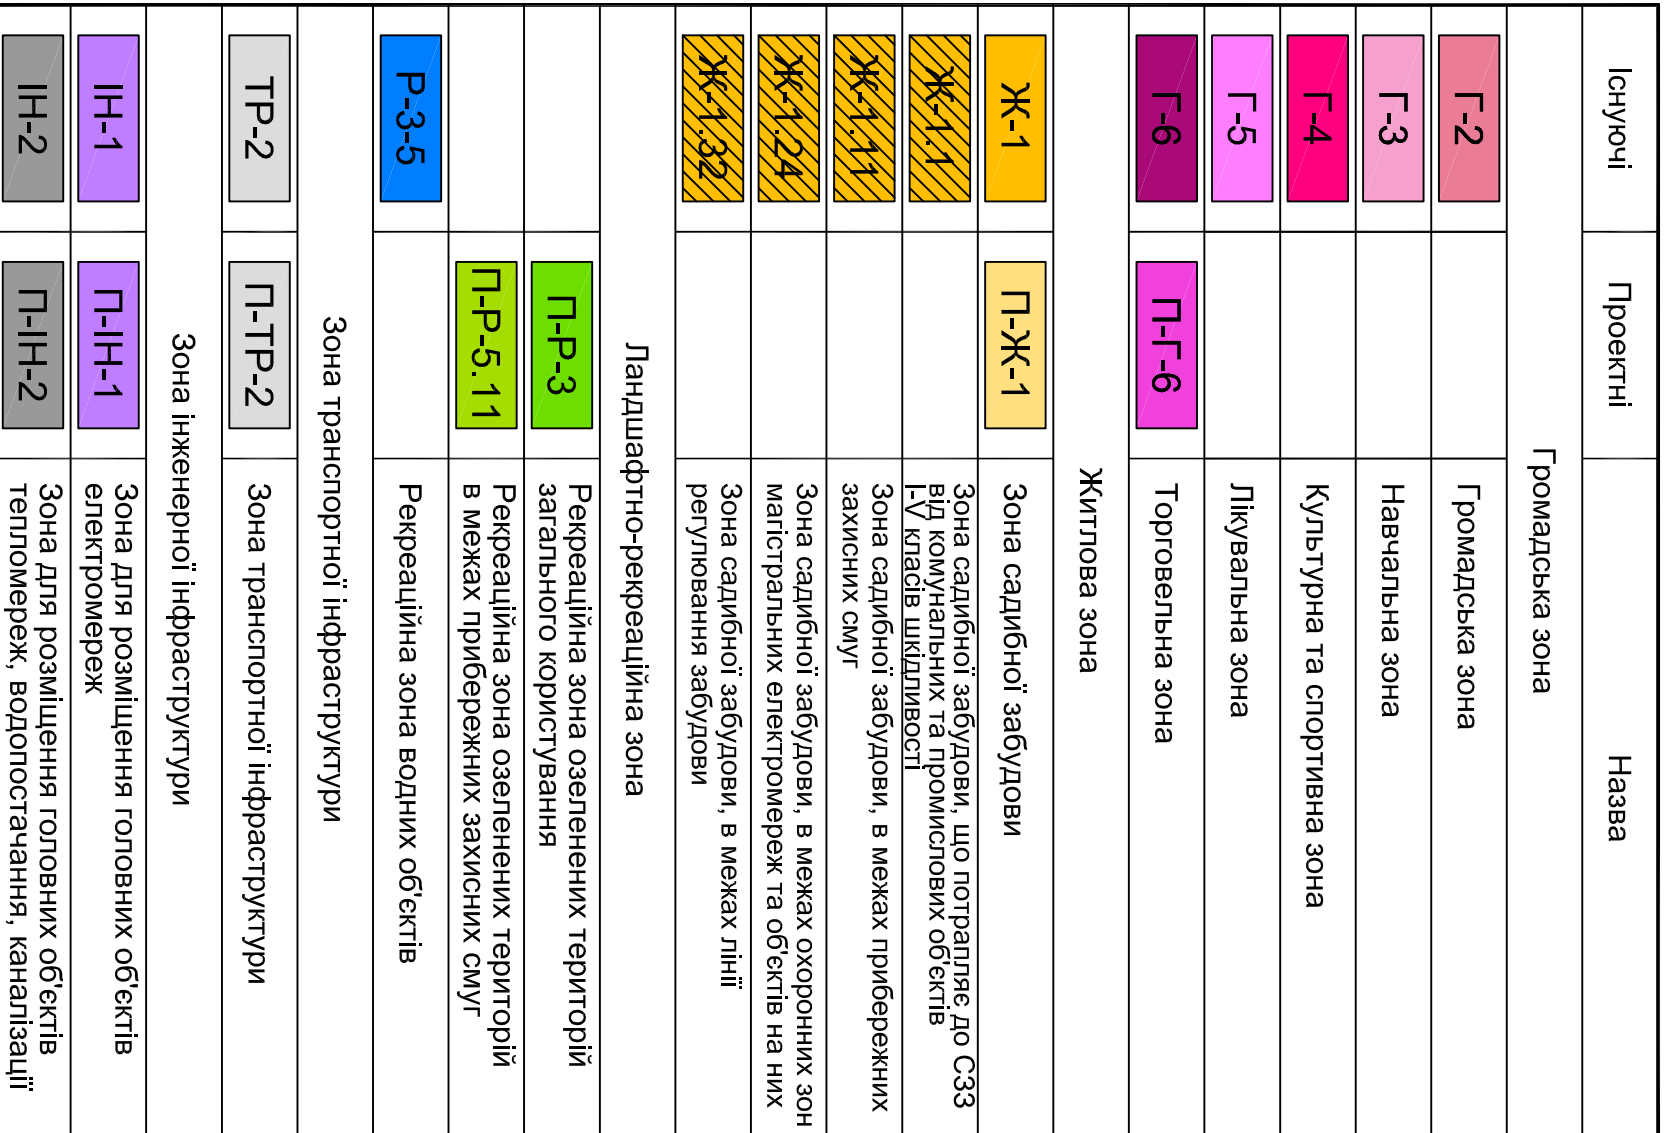 Існуючі
Проектні
Назва
Громадська зона
Г-2
Громадська зона
Г-3
Навчальна зона
Г-4
Культурна та спортивна зона
Г-5
Лікувальна зона
Г-6
П-Г-6
Торговельна зона
Житлова зона
Ж-1
П-Ж-1
Зона садибної забудови
Ж-1.1
Зона садибної забудови, що потрапляє до СЗЗ
від комунальних та промислових об'єктів
I-V класів шкідливості
Ж-1.11
Зона садибної забудови, в межах прибережних
захисних смуг
Ж-1.24
Зона садибної забудови, в межах охоронних зон
магістральних електромереж та об'єктів на них
Ж-1.32
Зона садибної забудови, в межах лінії
регулювання забудови
Ландшафтно-рекреаційна зона
П-Р-3
Рекреаційна зона озеленених територій
загального користування
П-Р-5.11
Рекреаційна зона озеленених територій
в межах прибережних захисних смуг
Р-3-5
Рекреаційна зона водних об'єктів
Зона транспортної інфраструктури
ТР-2
П-ТР-2
Зона транспортної інфраструктури
Зона інженерної інфраструктури
ІН-1
П-ІН-1
Зона для розміщення головних об'єктів
електромереж
ІН-2
П-ІН-2
Зона для розміщення головних об'єктів
тепломереж, водопостачання, каналізації